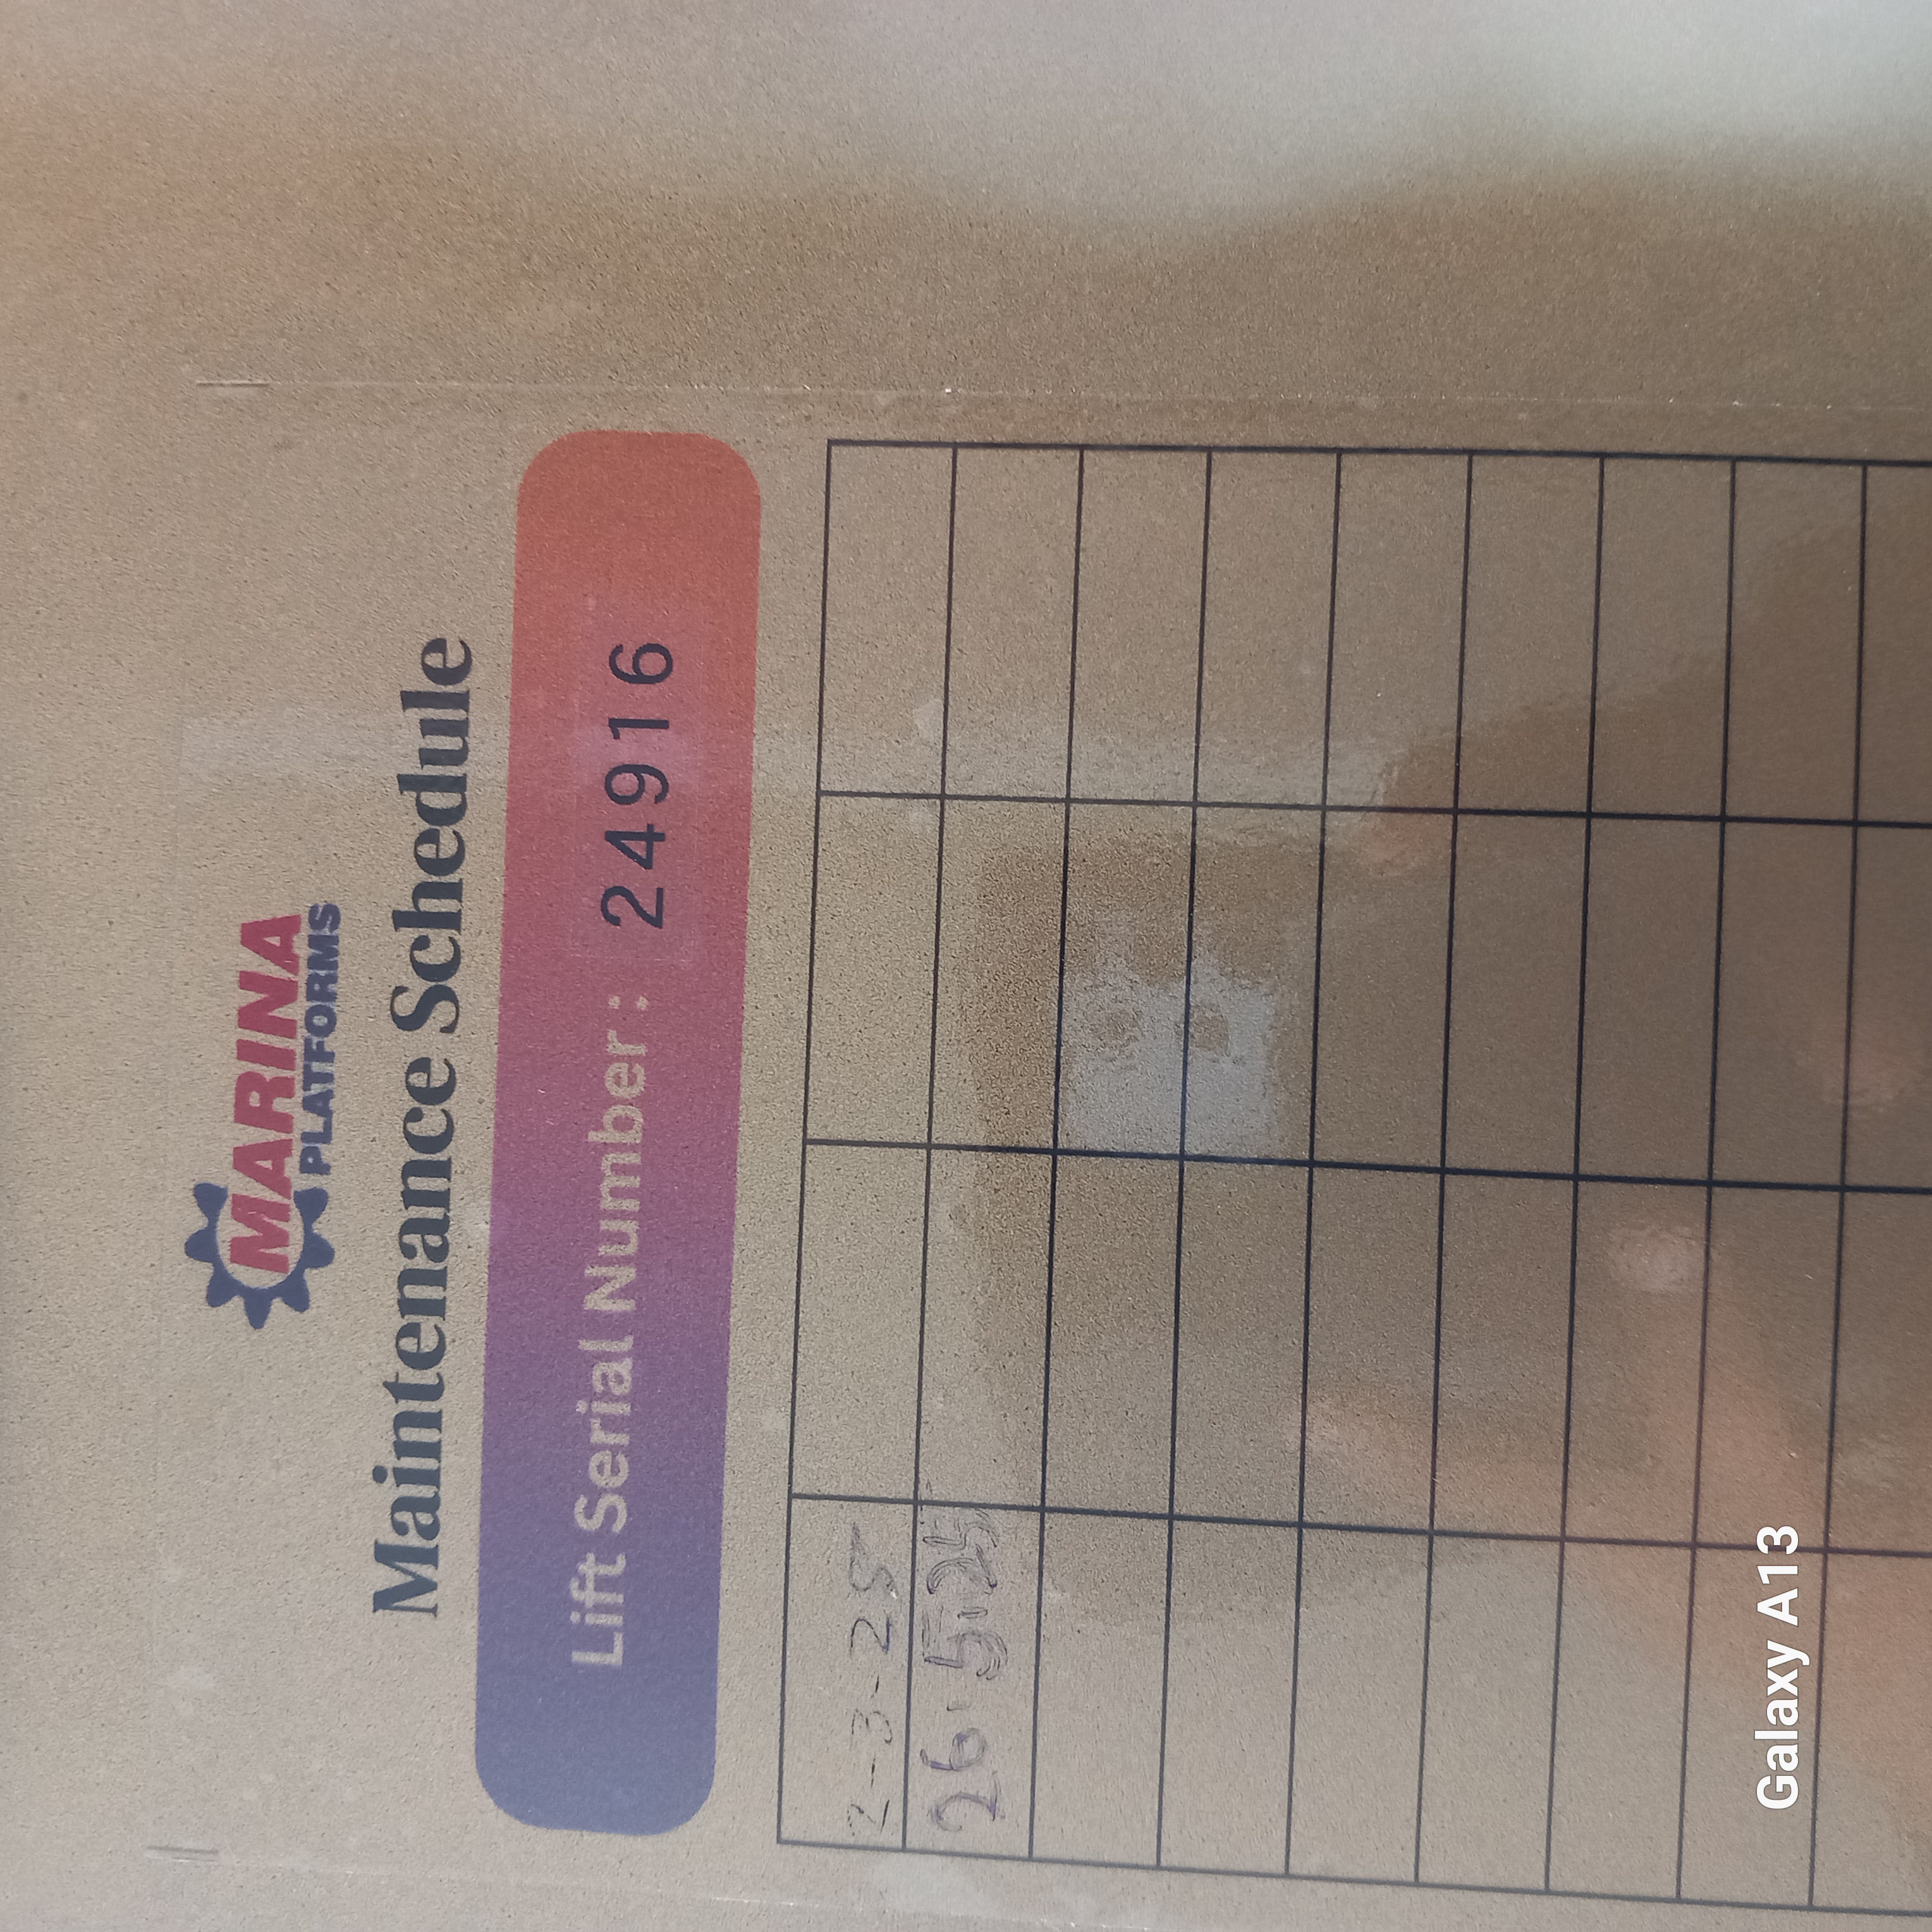 MARINA
PLATFORMS
Maintenance Schedule
Lift Serial Number : 24916
2-3-25
26.5.25
Galaxy A13